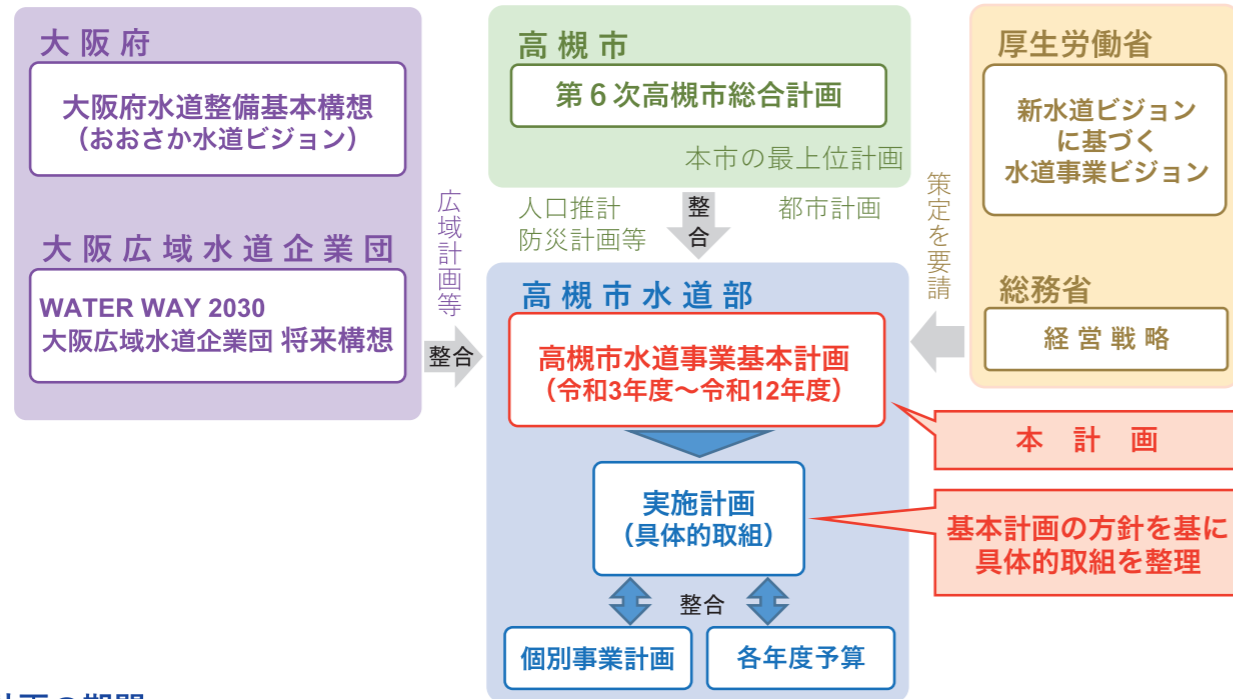 大阪府
大阪府水道整備基本構想
（おおさか水道ビジョン）
大阪広域水道企業団
WATER WAY 2030
大阪広域水道企業団 将来構想
広域計画等
整合
高槻市
第６次高槻市総合計画
本市の最上位計画
人口推計
防災計画等
整合
都市計画
厚生労働省
新水道ビジョン
に基づく
水道事業ビジョン
総務省
経営戦略
策定を要請
高槻市水道部
高槻市水道事業基本計画
（令和3年度～令和12年度）
本計画
実施計画
（具体的取組）
基本計画の方針を基に
具体的取組を整理
整合
個別事業計画
各年度予算